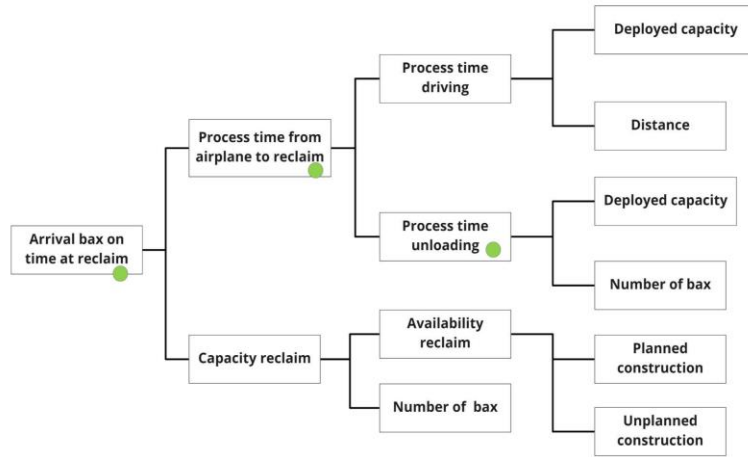 Deployed capacity
Process time
driving
Distance
Process time from
airplane to reclaim
Deployed capacity
Process time
unloading
Arrival bax on
time at reclaim
Number of bax
Availability
reclaim
Planned
construction
Capacity reclaim
Number of bax
Unplanned
construction